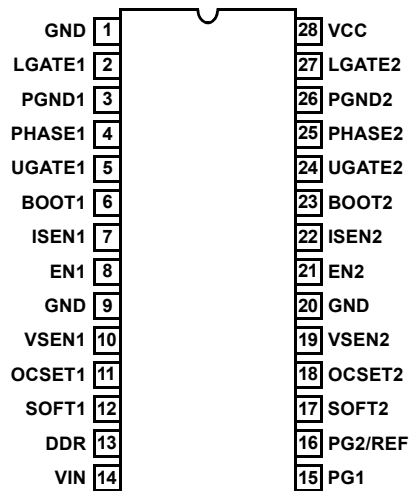 GND 1 28 VCC
LGATE1 2 27 LGATE2
PGND1 3 26 PGND2
PHASE1 4 25 PHASE2
UGATE1 5 24 UGATE2
BOOT1 6 23 BOOT2
ISEN1 7 22 ISEN2
EN1 8 21 EN2
GND 9 20 GND
VSEN1 10 19 VSEN2
OCSET1 11 18 OCSET2
SOFT1 12 17 SOFT2
DDR 13 16 PG2/REF
VIN 14 15 PG1